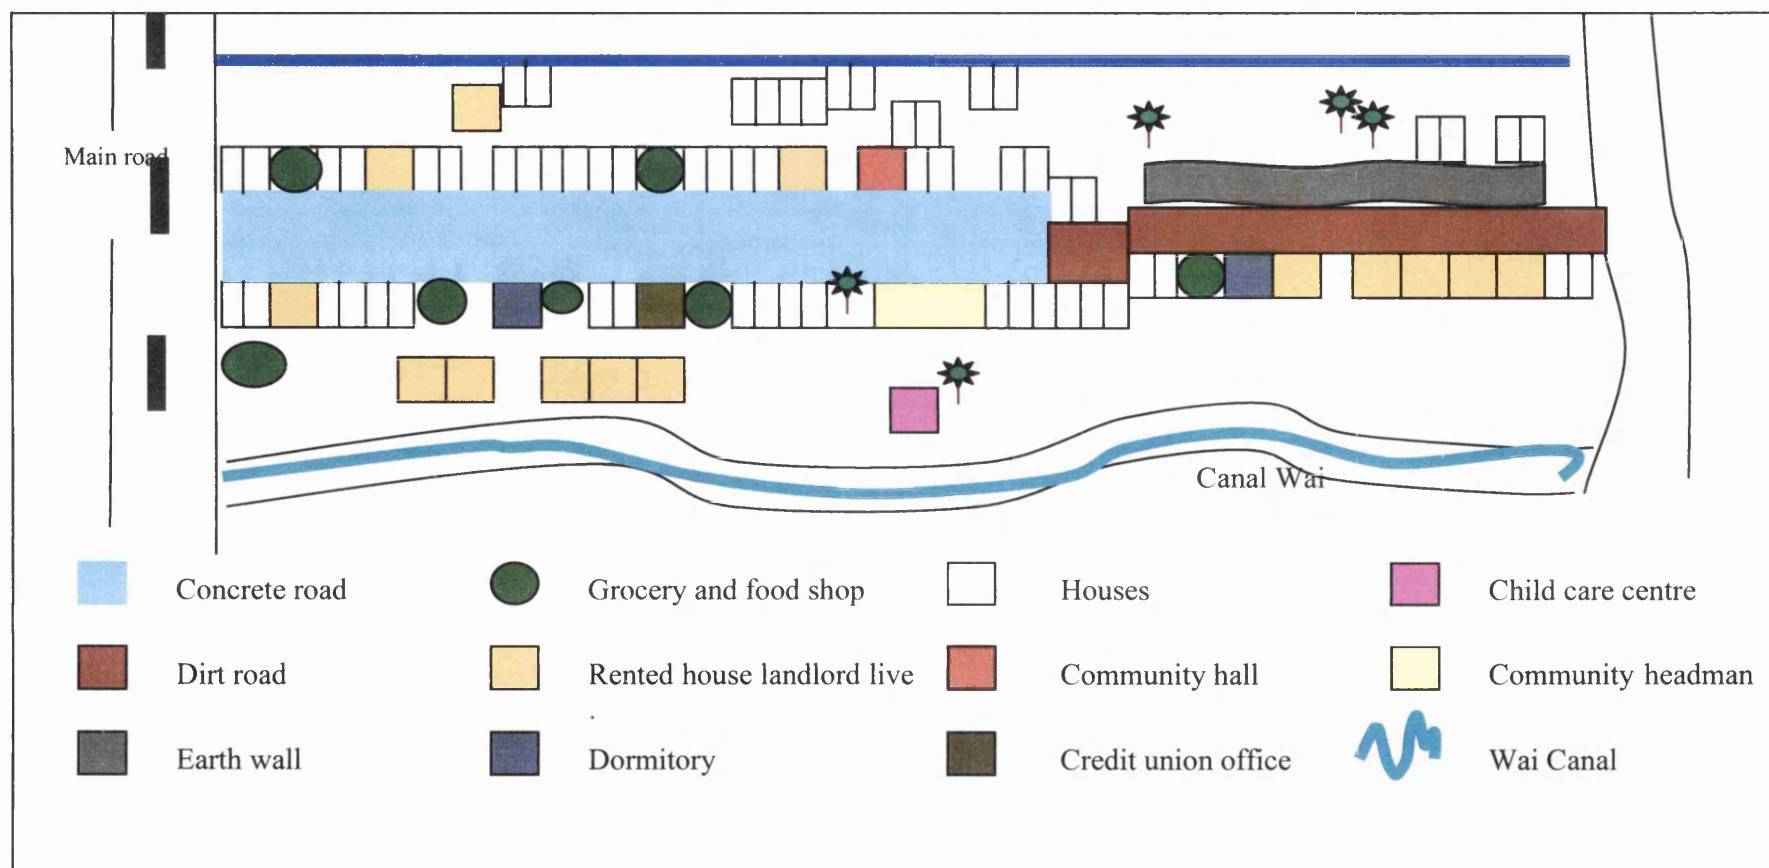 Main road
Canal Wai
Concrete road
Grocery and food shop
Houses
Child care centre
Dirt road
Rented house landlord live
Community hall
Community headman
Earth wall
Dormitory
Credit union office
Wai Canal